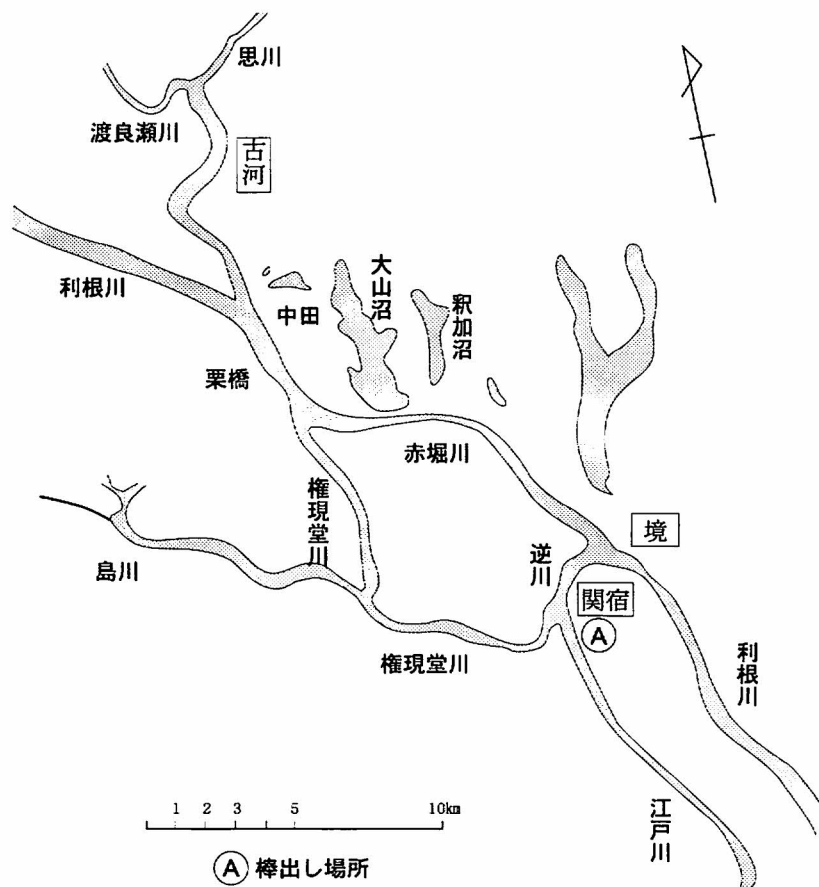 思川
渡良瀬川
古河
利根川
中田
大山沼
釈加沼
栗橋
赤堀川
権現堂川
逆川
境
島川
関宿
Ⓐ
権現堂川
利根川
江戸川
1 2 3 5 10km
Ⓐ 棒出し場所